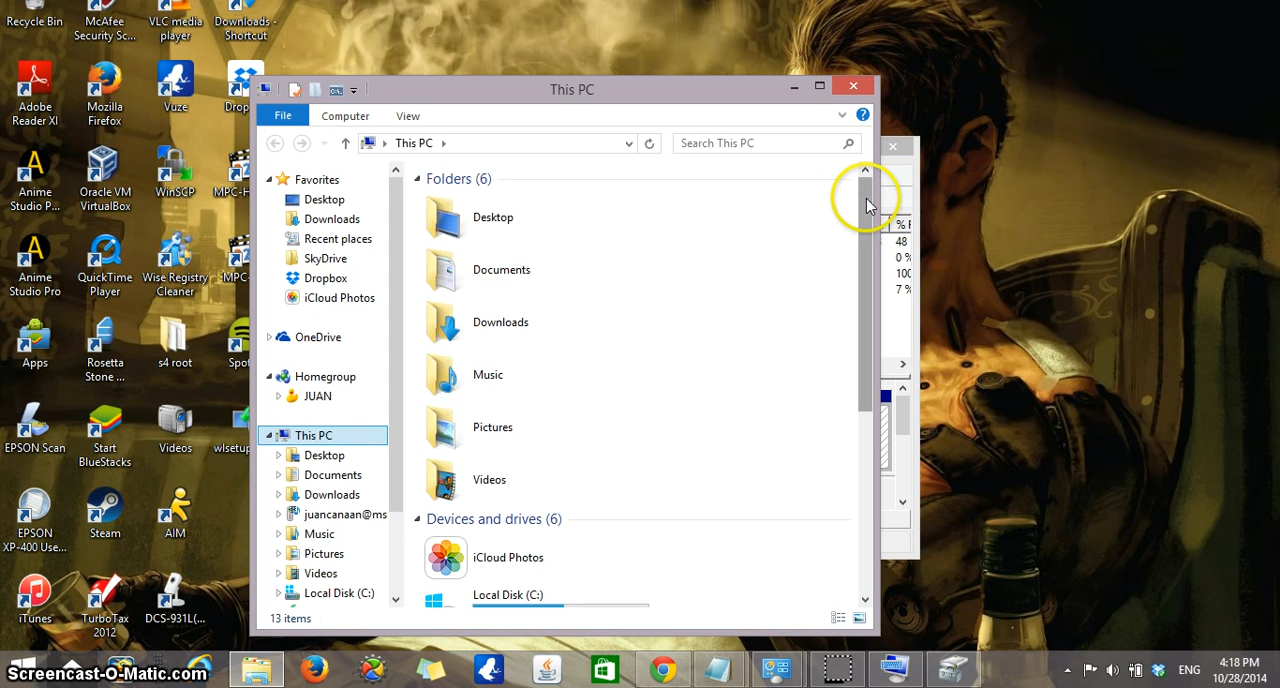 Recycle Bin
McAfee
Security Sc...
VLC media
player
Downloads -
Shortcut
Adobe
Reader XI
Mozilla
Firefox
Vuze
Drop
Anime
Studio P...
Oracle VM
VirtualBox
WinSCP
MPC-H
Anime
Studio Pro
QuickTime
Player
Wise Registry
Cleaner
MPC-
Apps
Rosetta
Stone ...
s4 root
Spot
EPSON Scan
Start
BlueStacks
Videos
wlsetup
EPSON
XP-400 Use...
Steam
AIM
iTunes
TurboTax
2012
DCS-931L(...
This PC
File
Computer
View
This PC
Search This PC
Favorites
Desktop
Downloads
Recent places
SkyDrive
Dropbox
iCloud Photos
OneDrive
Homegroup
JUAN
This PC
Desktop
Documents
Downloads
juancanaan@ms
Music
Pictures
Videos
Local Disk (C:)
Folders (6)
Desktop
Documents
Downloads
Music
Pictures
Videos
Devices and drives (6)
iCloud Photos
Local Disk (C:)
13 items
% F
48
0 %
100
7 %
Screencast-O-Matic.com
ENG
4:18 PM
10/28/2014